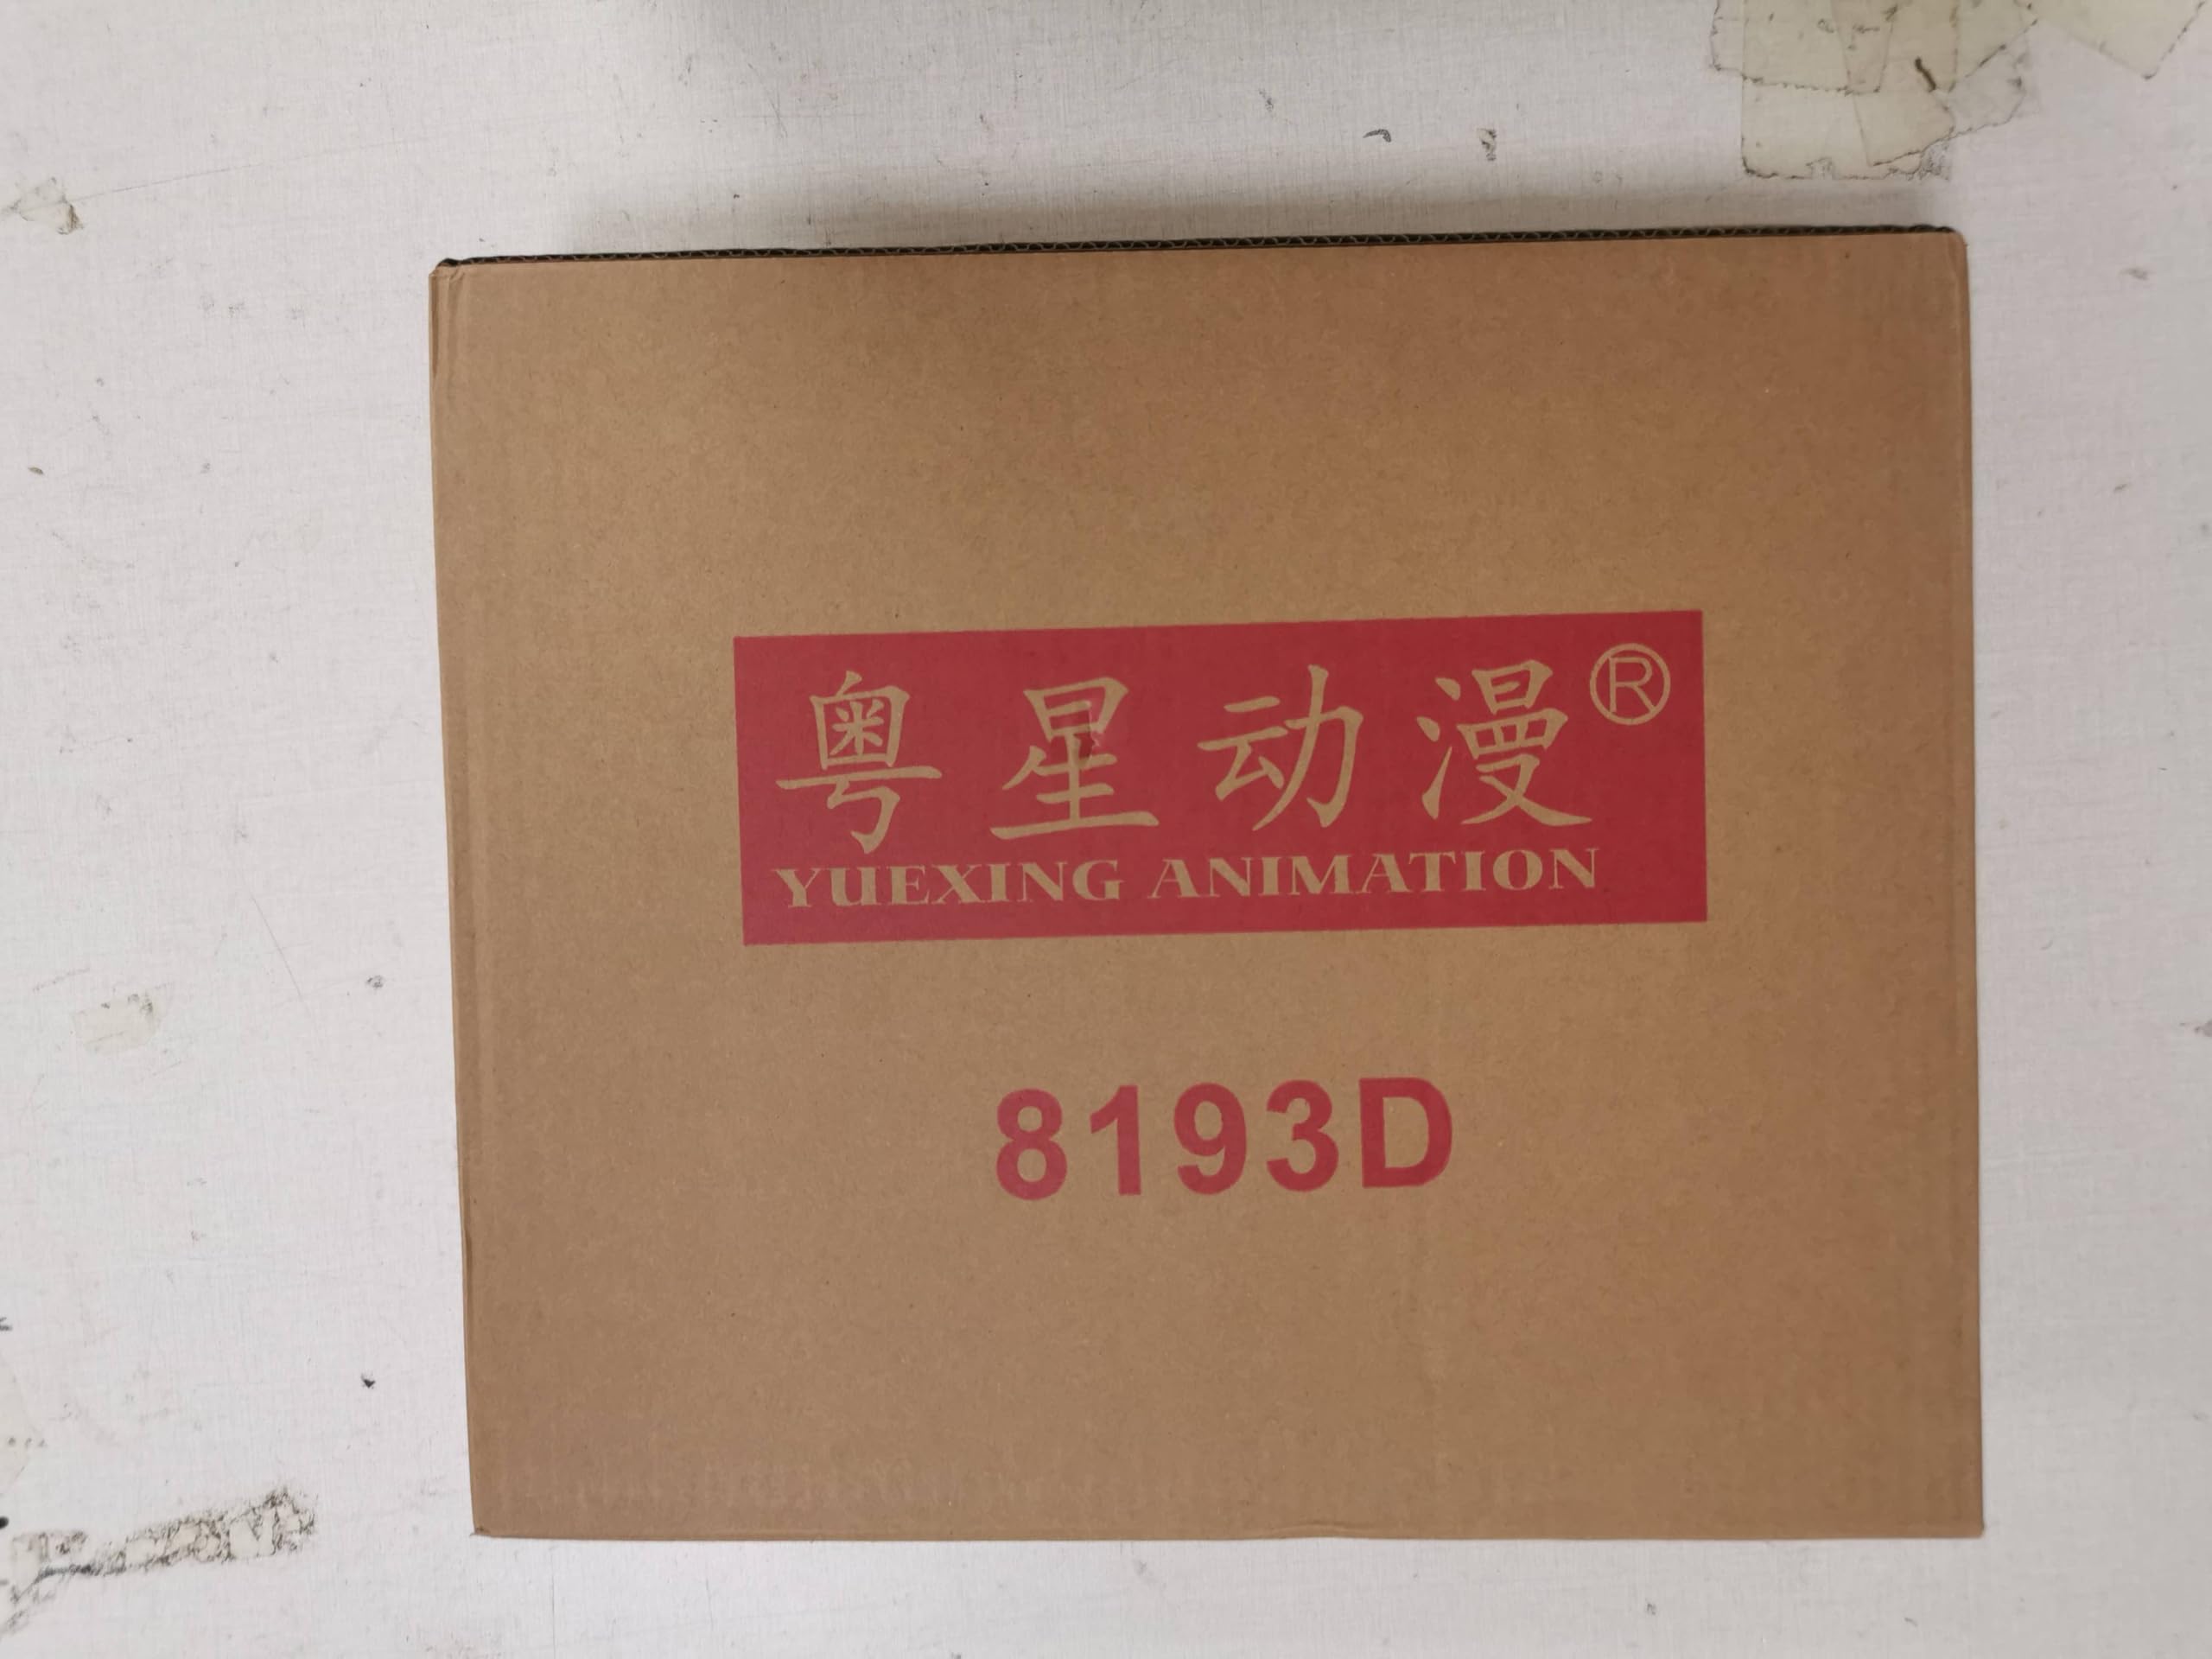 粤星动漫®
YUEXING ANIMATION
8193D